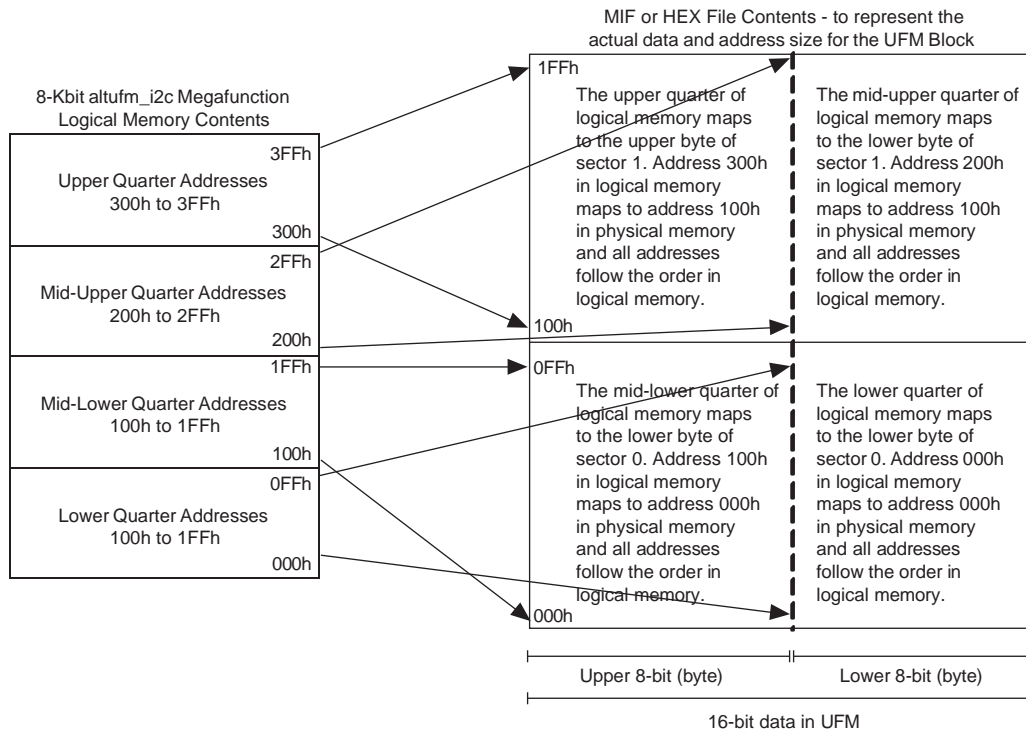 MIF or HEX File Contents - to represent the
actual data and address size for the UFM Block
8-Kbit altufm_i2c Megafunction
Logical Memory Contents
3FFh
Upper Quarter Addresses
300h to 3FFh
300h
2FFh
Mid-Upper Quarter Addresses
200h to 2FFh
200h
1FFh
Mid-Lower Quarter Addresses
100h to 1FFh
100h
0FFh
Lower Quarter Addresses
100h to 1FFh
000h
1FFh
The upper quarter of
logical memory maps
to the upper byte of
sector 1. Address 300h
in logical memory
maps to address 100h
in physical memory
and all addresses
follow the order in
logical memory.
100h
The mid-upper quarter of
logical memory maps
to the lower byte of
sector 1. Address 200h
in logical memory
maps to address 100h
in physical memory
and all addresses
follow the order in
logical memory.
0FFh
The mid-lower quarter of
logical memory maps
to the lower byte of
sector 0. Address 100h
in logical memory
maps to address 000h
in physical memory
and all addresses
follow the order in
logical memory.
000h
The lower quarter of
logical memory maps
to the lower byte of
sector 0. Address 000h
in logical memory
maps to address 000h
in physical memory
and all addresses
follow the order in
logical memory.
Upper 8-bit (byte)
Lower 8-bit (byte)
16-bit data in UFM